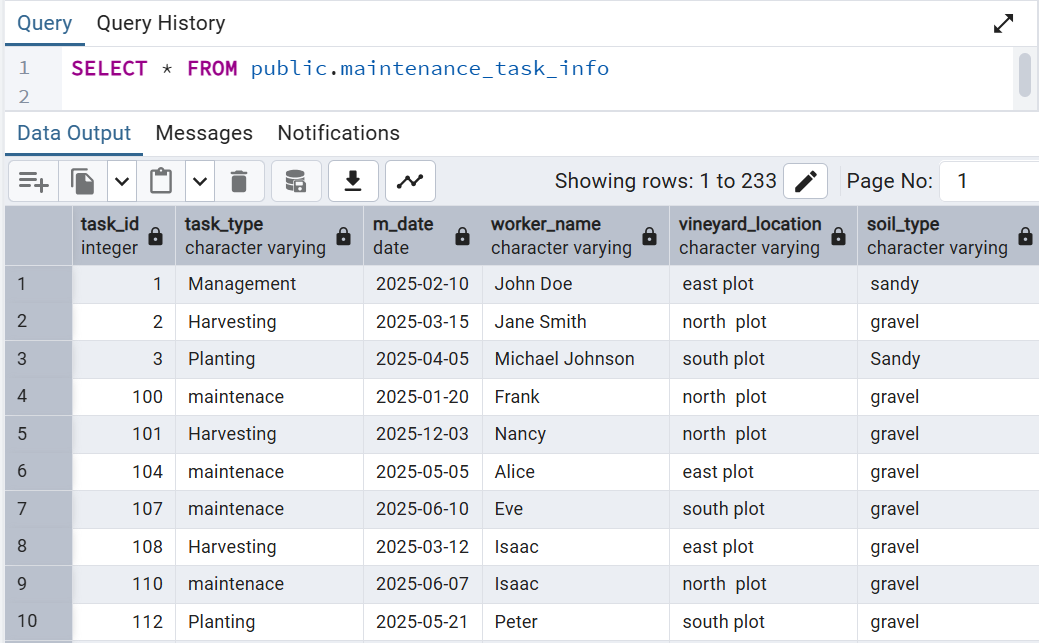 Query Query History
1 SELECT * FROM public.maintenance_task_info
2
Data Output Messages Notifications
Showing rows: 1 to 233 Page No: 1
task_id task_type m_date worker_name vineyard_location soil_type
integer character varying date character varying character varying character varying
1 1 Management 2025-02-10 John Doe east plot sandy
2 2 Harvesting 2025-03-15 Jane Smith north  plot gravel
3 3 Planting 2025-04-05 Michael Johnson south plot Sandy
4 100 maintenace 2025-01-20 Frank north  plot gravel
5 101 Harvesting 2025-12-03 Nancy north  plot gravel
6 104 maintenace 2025-05-05 Alice east plot gravel
7 107 maintenace 2025-06-10 Eve south plot gravel
8 108 Harvesting 2025-03-12 Isaac east plot gravel
9 110 maintenace 2025-06-07 Isaac north  plot gravel
10 112 Planting 2025-05-21 Peter south plot gravel